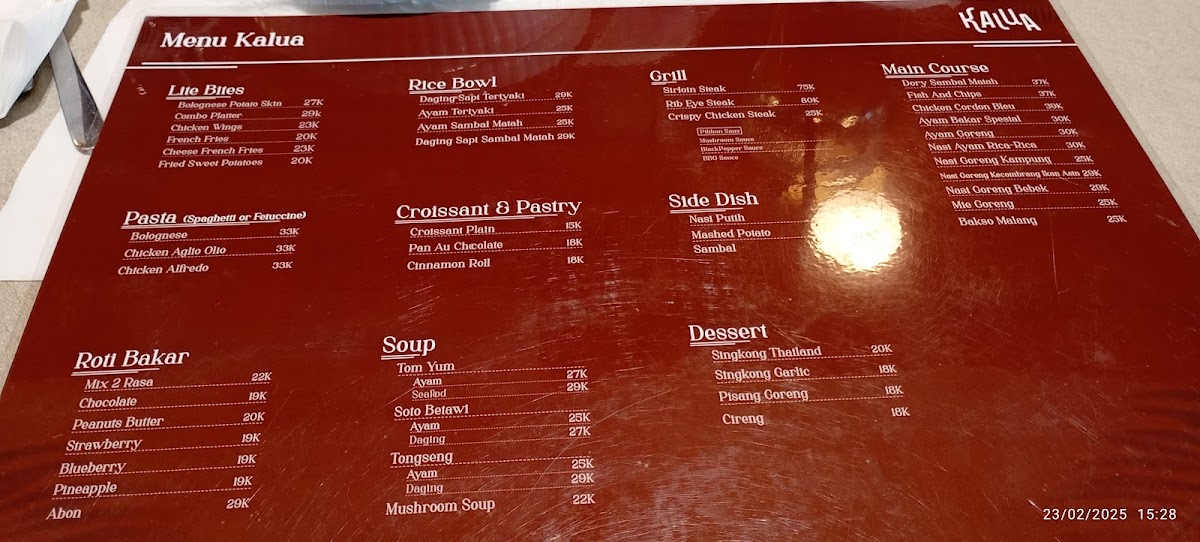 Menu Kalua
KALUA
Lite Bites
Bolognese Potato Skin 27K
Combo Platter 29K
Chicken Wings 23K
French Fries 20K
Cheese French Fries 23K
Fried Sweet Potatoes 20K
Rice Bowl
Daging Sapi Teriyaki 29K
Ayam Teriyaki 25K
Ayam Sambal Matah 25K
Daging Sapi Sambal Matah 29K
Grill
Sirloin Steak 75K
Rib Eye Steak 80K
Crispy Chicken Steak 25K
Pilihan Saus
Mushroom Sauce
BlackPepper Sauce
BBQ Sauce
Main Course
Dory Sambal Matah 37K
Fish And Chips 37K
Chicken Cordon Bleu 39K
Ayam Bakar Spesial 30K
Ayam Goreng 30K
Nasi Ayam Rica-Rica 30K
Nasi Goreng Kampung 25K
Nasi Goreng Kecombrang Ikan Asin 29K
Nasi Goreng Bebek 29K
Mie Goreng 25K
Bakso Malang 25K
Pasta (Spaghetti or Fetuccine)
Bolognese 33K
Chicken Aglio Olio 33K
Chicken Alfredo 33K
Croissant & Pastry
Croissant Plain 15K
Pan Au Chocolate 18K
Cinnamon Roll 18K
Side Dish
Nasi Putih
Mashed Potato
Sambal
Roti Bakar
Mix 2 Rasa 22K
Chocolate 19K
Peanuts Butter 20K
Strawberry 19K
Blueberry 19K
Pineapple 19K
Abon 29K
Soup
Tom Yum
Ayam 27K
Seafod 29K
Soto Betawi
Ayam 25K
Daging 27K
Tongseng
Ayam 25K
Daging 29K
Mushroom Soup 22K
Dessert
Singkong Thailand 20K
Singkong Garlic 18K
Pisang Goreng 18K
Cireng 18K
23/02/2025 15:28